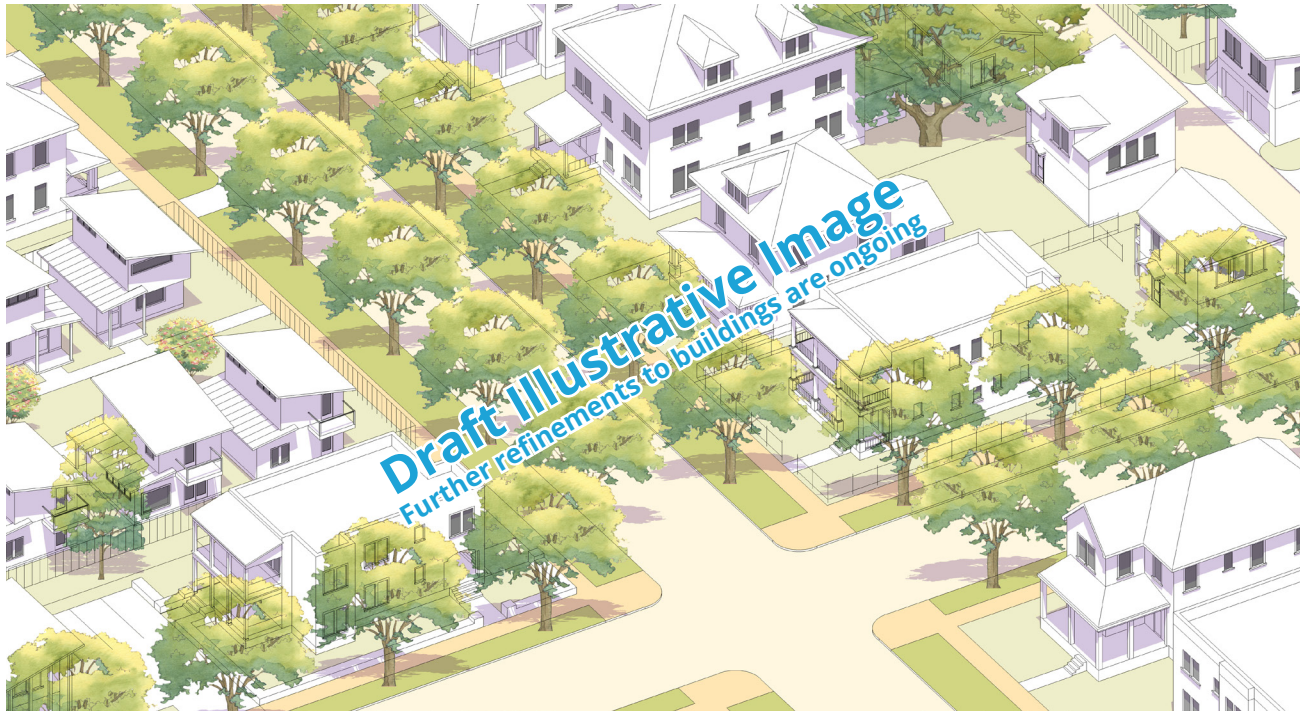 Draft Illustrative Image
Further refinements to buildings are ongoing